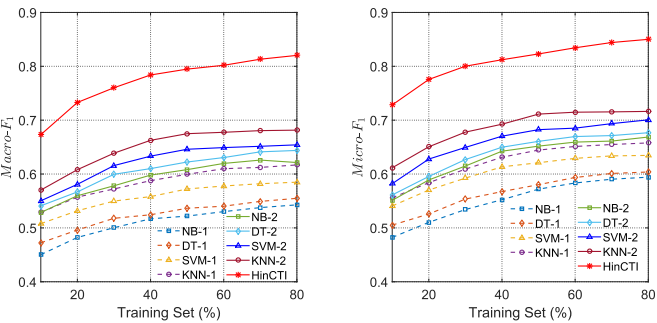 0.9
0.8
0.7
0.6
0.5
0.4
Macro-F1
20
40
60
80
Training Set (%)
NB-1
DT-1
SVM-1
KNN-1
NB-2
DT-2
SVM-2
KNN-2
HinCTI
0.9
0.8
0.7
0.6
0.5
0.4
Micro-F1
20
40
60
80
Training Set (%)
NB-1
DT-1
SVM-1
KNN-1
NB-2
DT-2
SVM-2
KNN-2
HinCTI